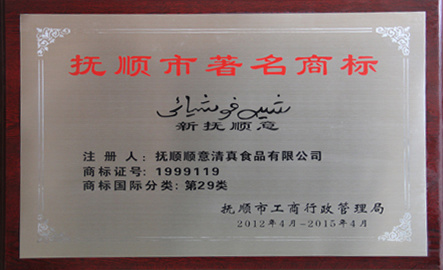 抚顺市著名商标
新抚顺意
注 册 人：抚顺顺意清真食品有限公司
商标证号：1999119
商标国际分类：第29类
抚顺市工商行政管理局
2012年4月-2015年4月